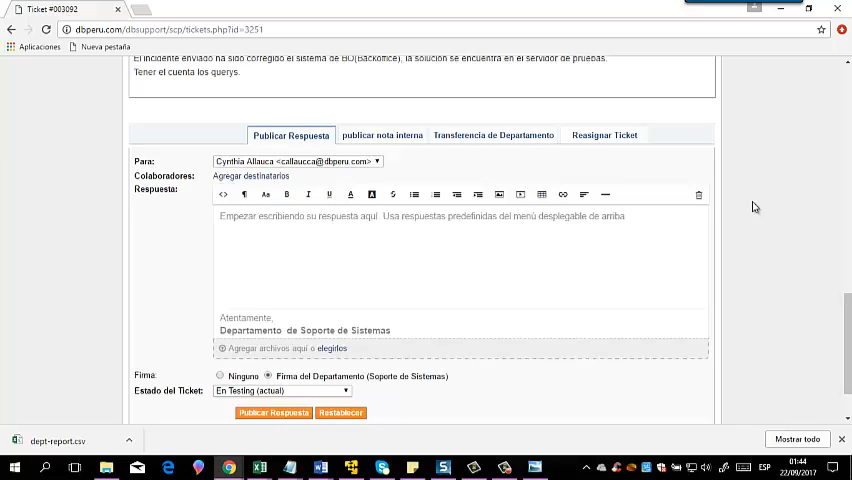 Ticket #003092
dbperu.com/dbsupport/scp/tickets.php?id=3251
Aplicaciones Nueva pestaña
El incidente enviado ha sido corregido el sistema de BO(Backoffice), la solución se encuentra en el servidor de pruebas.
Tener el cuenta los querys.
Publicar Respuesta publicar nota interna Transferencia de Departamento Reasignar Ticket
Para: Cynthia Allauca <callaucca@dbperu.com>
Colaboradores: Agregar destinatarios
Respuesta:
Empezar escribiendo su respuesta aquí. Usa respuestas predefinidas del menú desplegable de arriba
Atentamente,
Departamento de Soporte de Sistemas
Agregar archivos aquí o elegirlos
Firma: Ninguno Firma del Departamento (Soporte de Sistemas)
Estado del Ticket: En Testing (actual)
Publicar Respuesta Restablecer
dept-report.csv Mostrar todo
ESP
01:44
22/09/2017